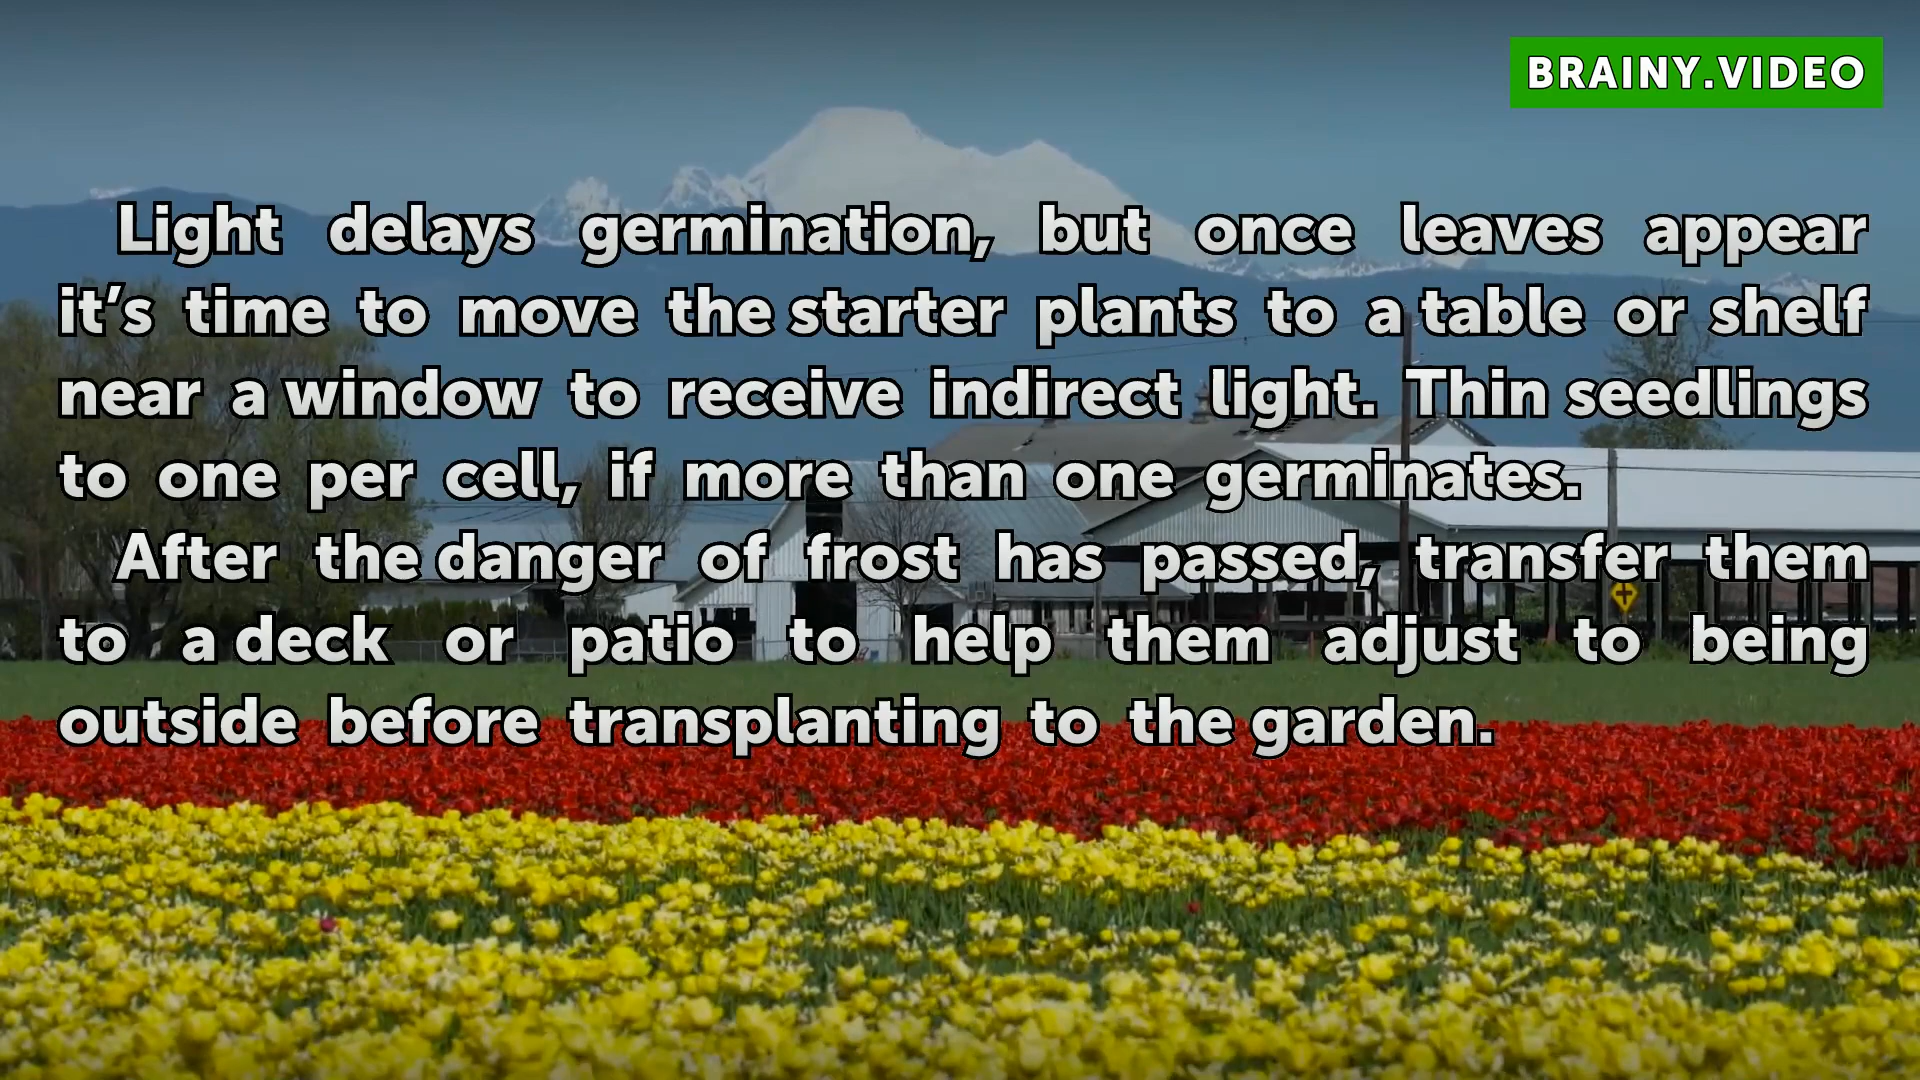 BRAINY.VIDEO
Light delays germination, but once leaves appear
it’s time to move the starter plants to a table or shelf
near a window to receive indirect light. Thin seedlings
to one per cell, if more than one germinates.
After the danger of frost has passed, transfer them
to a deck or patio to help them adjust to being
outside before transplanting to the garden.